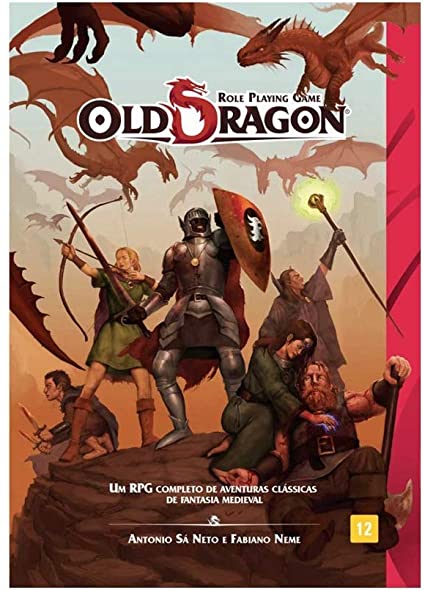 ROLE PLAYING GAME
OLD DRAGON®
UM RPG COMPLETO DE AVENTURAS CLÁSSICAS
DE FANTASIA MEDIEVAL
ANTONIO SÁ NETO E FABIANO NEME
12